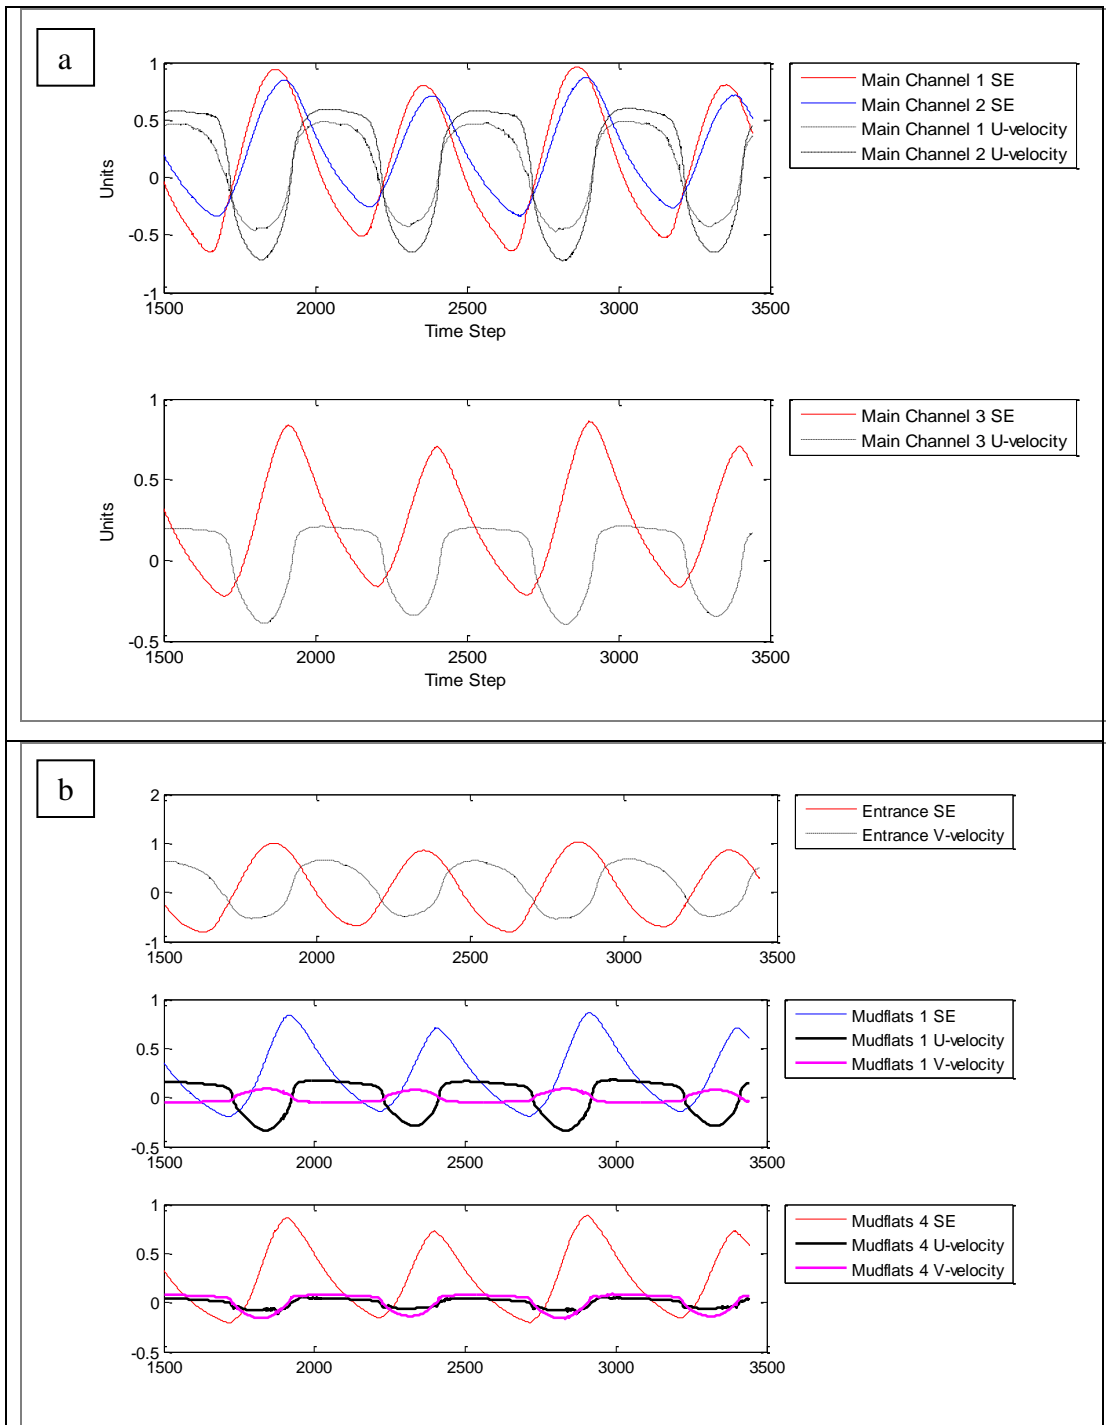 a
1
0.5
0
-0.5
-1
Units
1500 2000 2500 3000 3500
Time Step
Main Channel 1 SE
Main Channel 2 SE
Main Channel 1 U-velocity
Main Channel 2 U-velocity
1
0.5
0
-0.5
Units
1500 2000 2500 3000 3500
Time Step
Main Channel 3 SE
Main Channel 3 U-velocity
b
2
1
0
-1
1500 2000 2500 3000 3500
Entrance SE
Entrance V-velocity
1
0.5
0
-0.5
1500 2000 2500 3000 3500
Mudflats 1 SE
Mudflats 1 U-velocity
Mudflats 1 V-velocity
1
0.5
0
-0.5
1500 2000 2500 3000 3500
Mudflats 4 SE
Mudflats 4 U-velocity
Mudflats 4 V-velocity